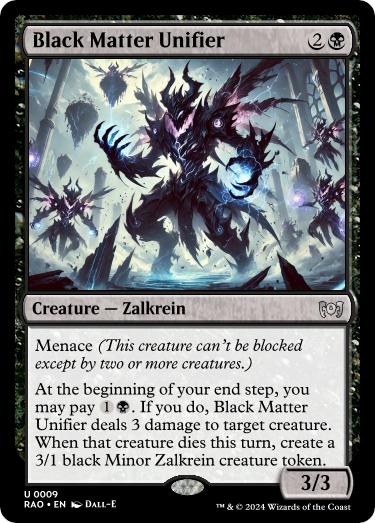 Black Matter Unifier 2
Creature — Zalkrein
Menace (This creature can't be blocked
except by two or more creatures.)
At the beginning of your end step, you
may pay 1 . If you do, Black Matter
Unifier deals 3 damage to target creature.
When that creature dies this turn, create a
3/1 black Minor Zalkrein creature token.
3/3
U 0009
RAO • EN DALL-E
™ & © 2024 Wizards of the Coast